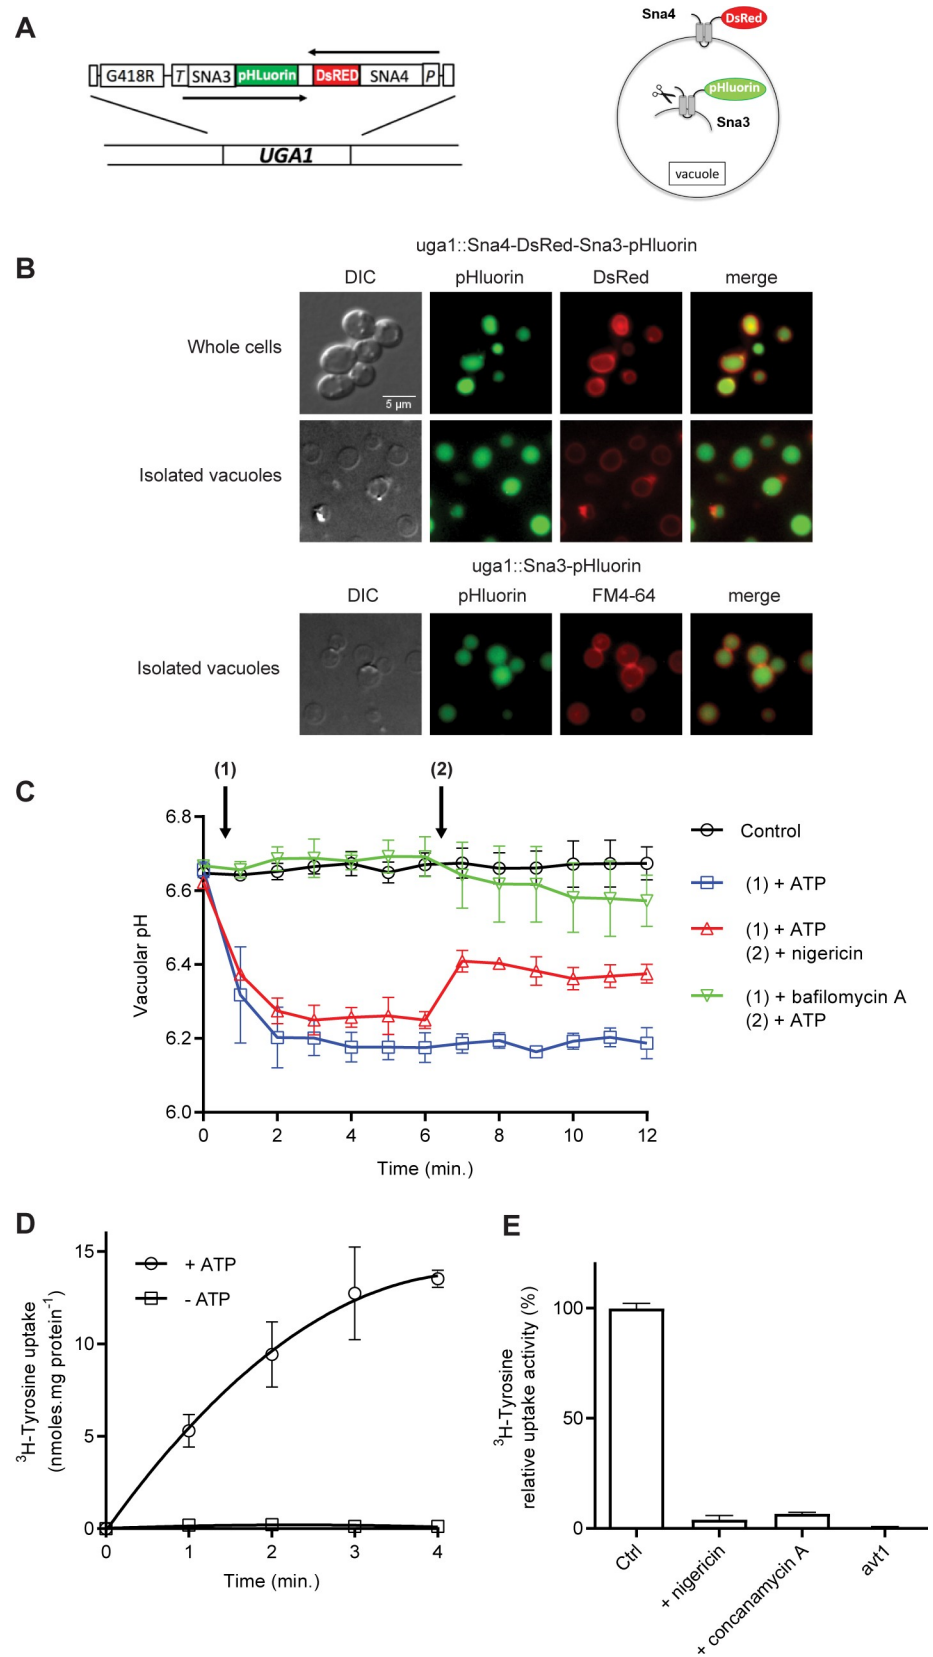 A
G418R T SNA3 pHLuorin DsRED SNA4 P
UGA1
Sna4 DsRed
pHluorin
Sna3
vacuole
B
uga1::Sna4-DsRed-Sna3-pHluorin
DIC pHluorin DsRed merge
Whole cells
5 µm
Isolated vacuoles
uga1::Sna3-pHluorin
DIC pHluorin FM4-64 merge
Isolated vacuoles
C
(1) (2)
6.8
6.6
6.4
6.2
6.0
Vacuolar pH
0 2 4 6 8 10 12
Time (min.)
Control
(1) + ATP
(1) + ATP
(2) + nigericin
(1) + bafilomycin A
(2) + ATP
D
15
10
5
0
³H-Tyrosine uptake
(nmoles.mg protein⁻¹)
+ ATP
- ATP
0 1 2 3 4
Time (min.)
E
³H-Tyrosine
relative uptake activity (%)
100
50
0
Ctrl
+ nigericin
+ concanamycin A
avt1